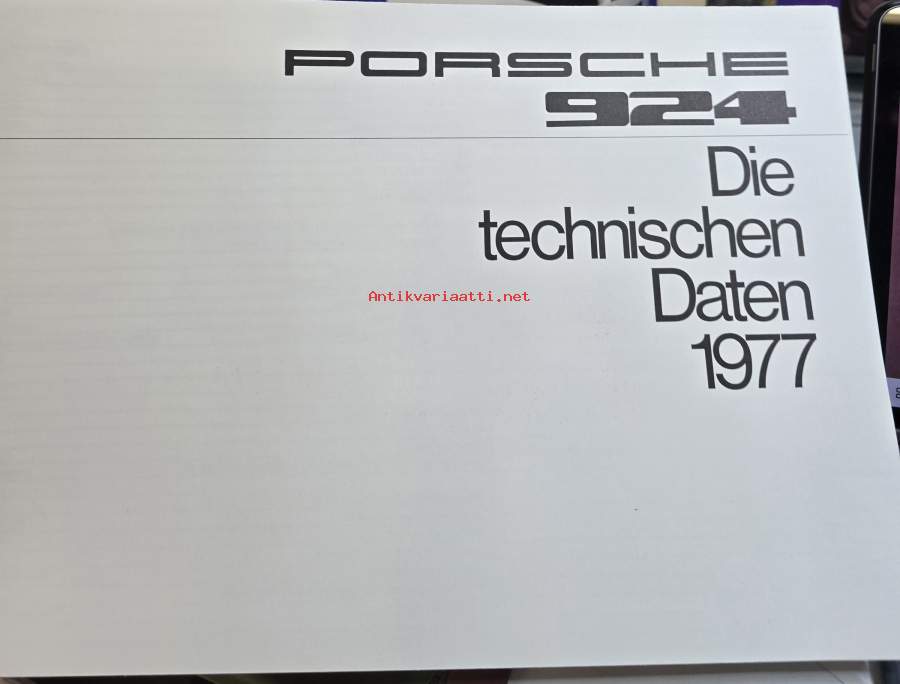 PORSCHE
924
Die
technischen
Daten
1977
Antikvariaatti.net